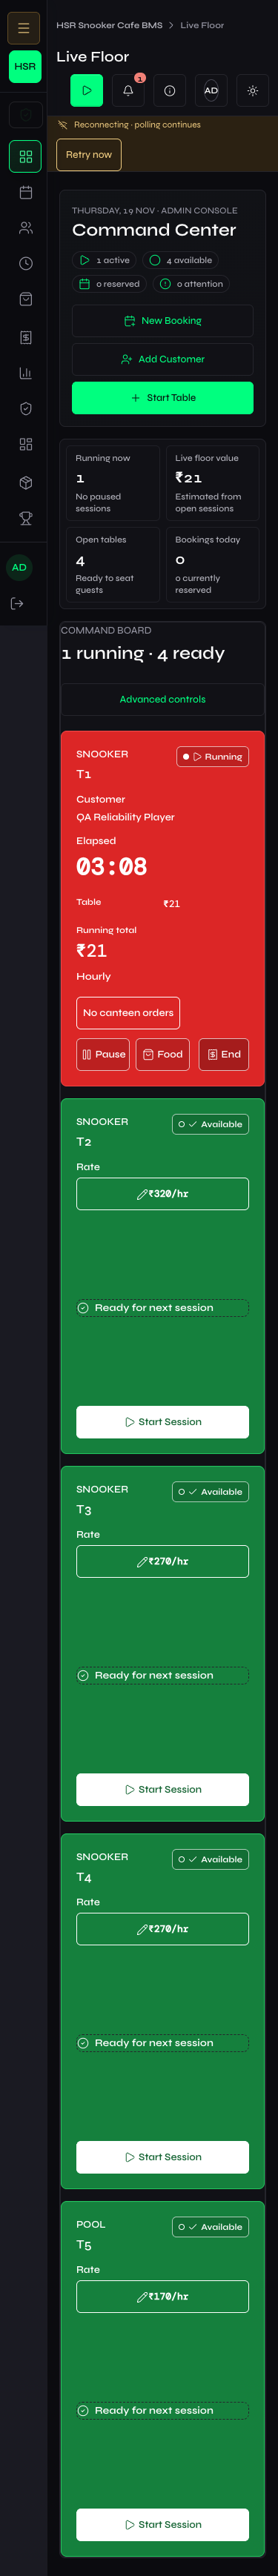 HSR Snooker Cafe BMS > Live Floor
HSR
Live Floor
1
AD
Reconnecting · polling continues
Retry now
THURSDAY, 19 NOV · ADMIN CONSOLE
Command Center
1 active
4 available
0 reserved
0 attention
New Booking
Add Customer
+ Start Table
Running now
1
No paused
sessions
Live floor value
₹21
Estimated from
open sessions
Open tables
4
Ready to seat
guests
Bookings today
0
0 currently
reserved
AD
COMMAND BOARD
1 running · 4 ready
Advanced controls
SNOOKER
Running
T1
Customer
QA Reliability Player
Elapsed
03:08
Table ₹21
Running total
₹21
Hourly
No canteen orders
Pause
Food
End
SNOOKER
Available
T2
Rate
₹320/hr
Ready for next session
Start Session
SNOOKER
Available
T3
Rate
₹270/hr
Ready for next session
Start Session
SNOOKER
Available
T4
Rate
₹270/hr
Ready for next session
Start Session
POOL
Available
T5
Rate
₹170/hr
Ready for next session
Start Session